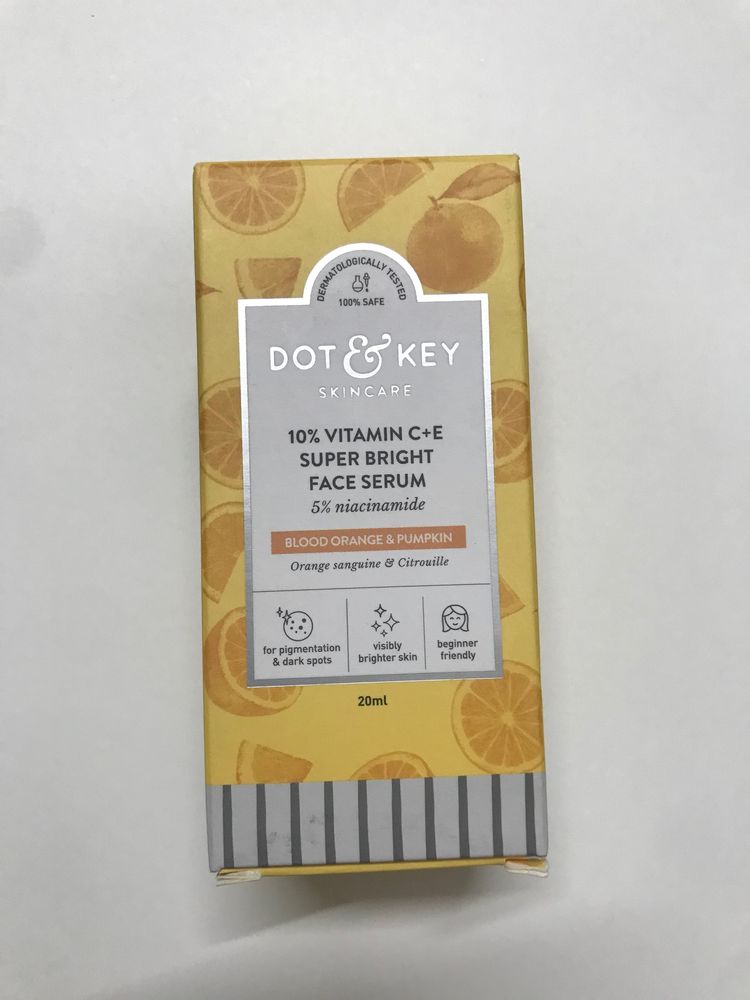 DERMATOLOGICALLY TESTED
100% SAFE
DOT & KEY
SKINCARE
10% VITAMIN C+E
SUPER BRIGHT
FACE SERUM
5% niacinamide
BLOOD ORANGE & PUMPKIN
Orange sanguine & Citrouille
for pigmentation
& dark spots
visibly
brighter skin
beginner
friendly
20ml